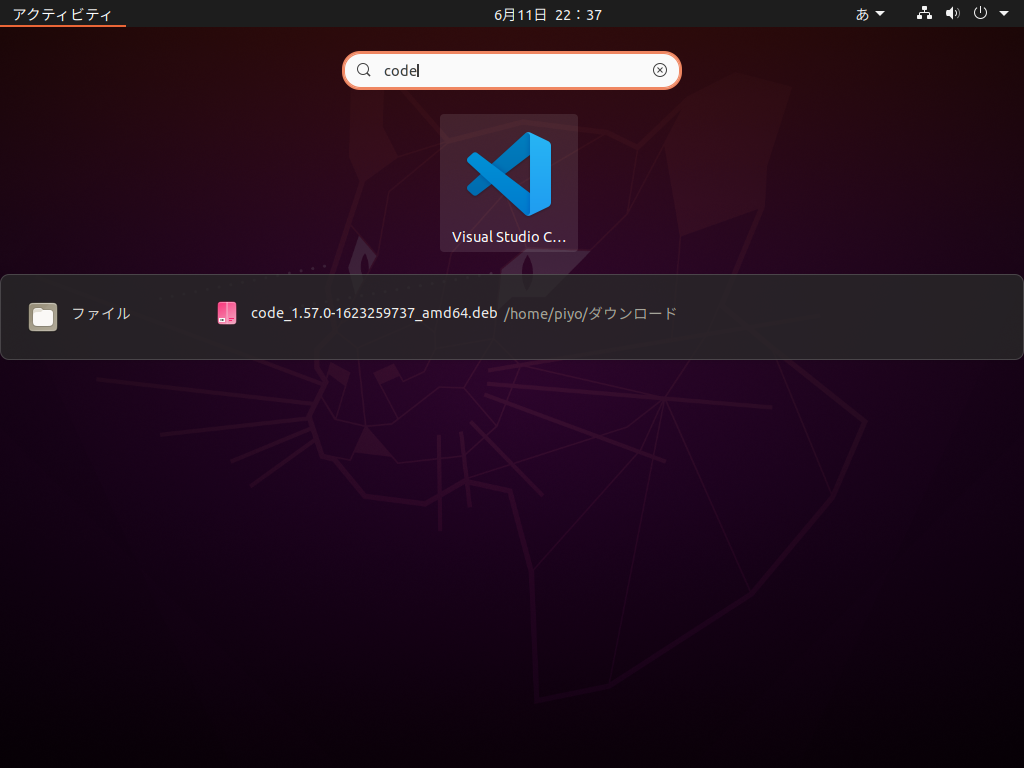 アクティビティ
6月11日 22：37
あ
code
Visual Studio C…
ファイル
code_1.57.0-1623259737_amd64.deb /home/piyo/ダウンロード